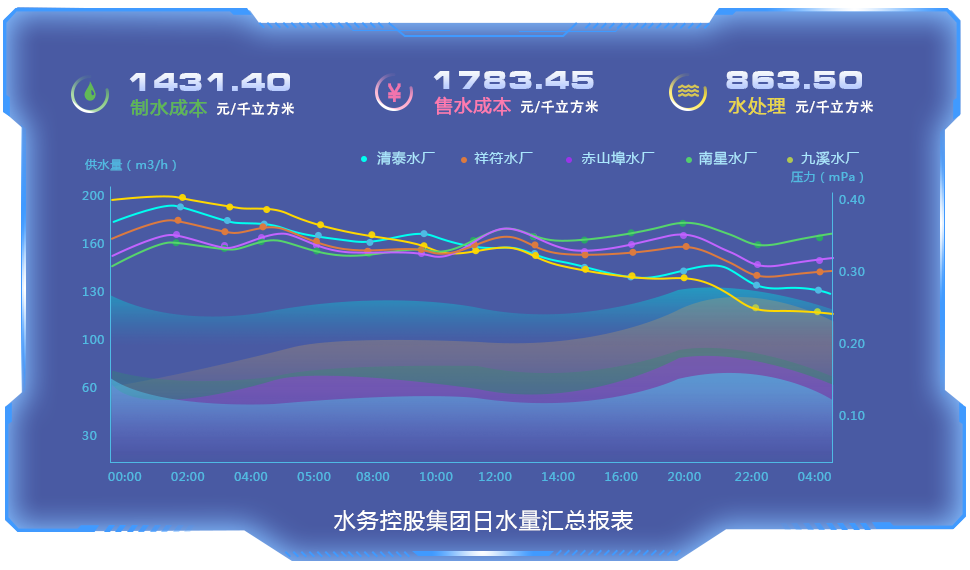 1431.40
制水成本 元/千立方米
1783.45
售水成本 元/千立方米
863.50
水处理 元/千立方米
供水量（m3/h）
清泰水厂 祥符水厂 赤山埠水厂 南星水厂 九溪水厂
压力（mPa）
200
160
130
100
60
30
0.40
0.30
0.20
0.10
00:00 02:00 04:00 05:00 08:00 10:00 12:00 14:00 16:00 20:00 22:00 04:00
水务控股集团日水量汇总报表